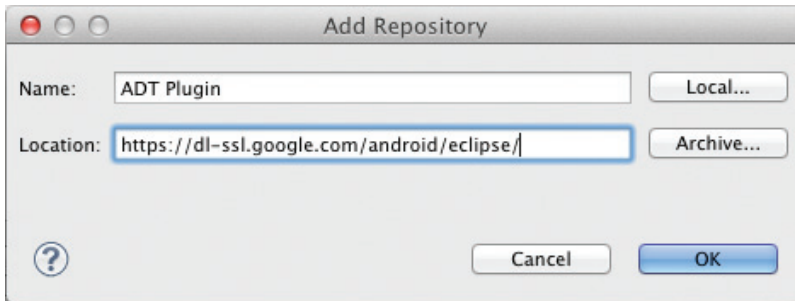 Add Repository
Name: ADT Plugin Local...
Location: https://dl-ssl.google.com/android/eclipse/ Archive...
? Cancel OK